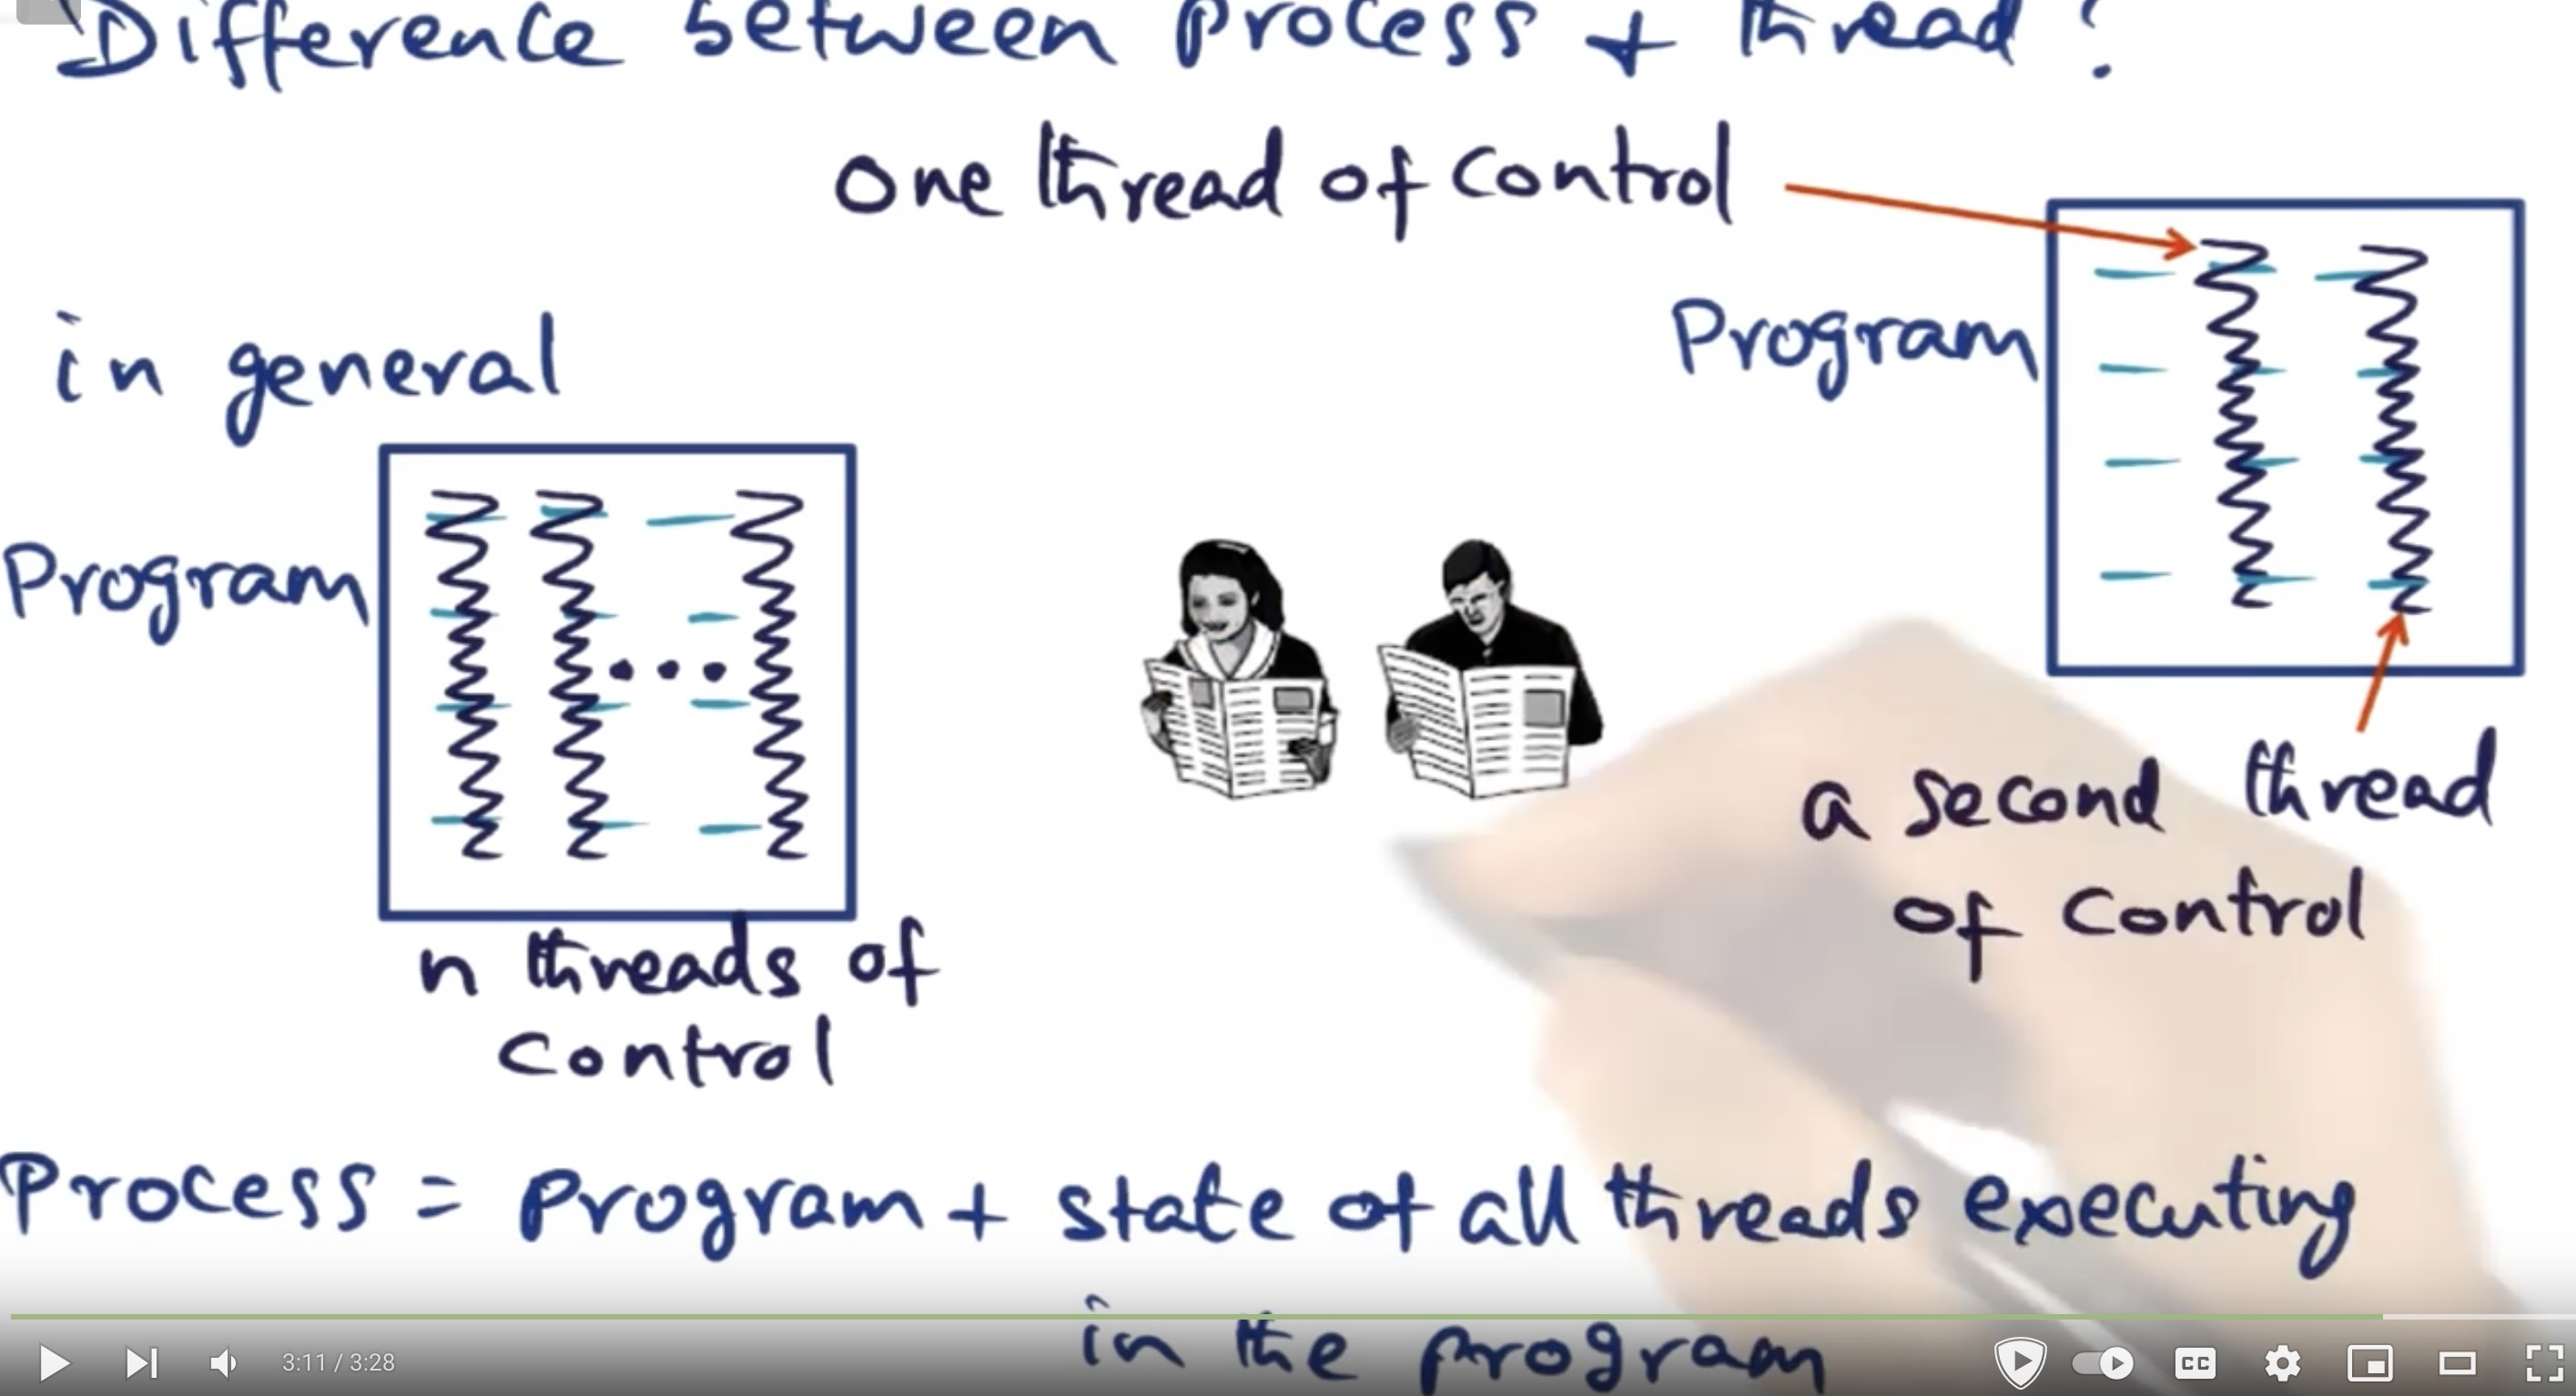 Difference between process + thread?
one thread of control
in general
Program
Program
a second thread
of control
n threads of
control
Process = program + state of all threads executing
in the program
3:11 / 3:28
CC